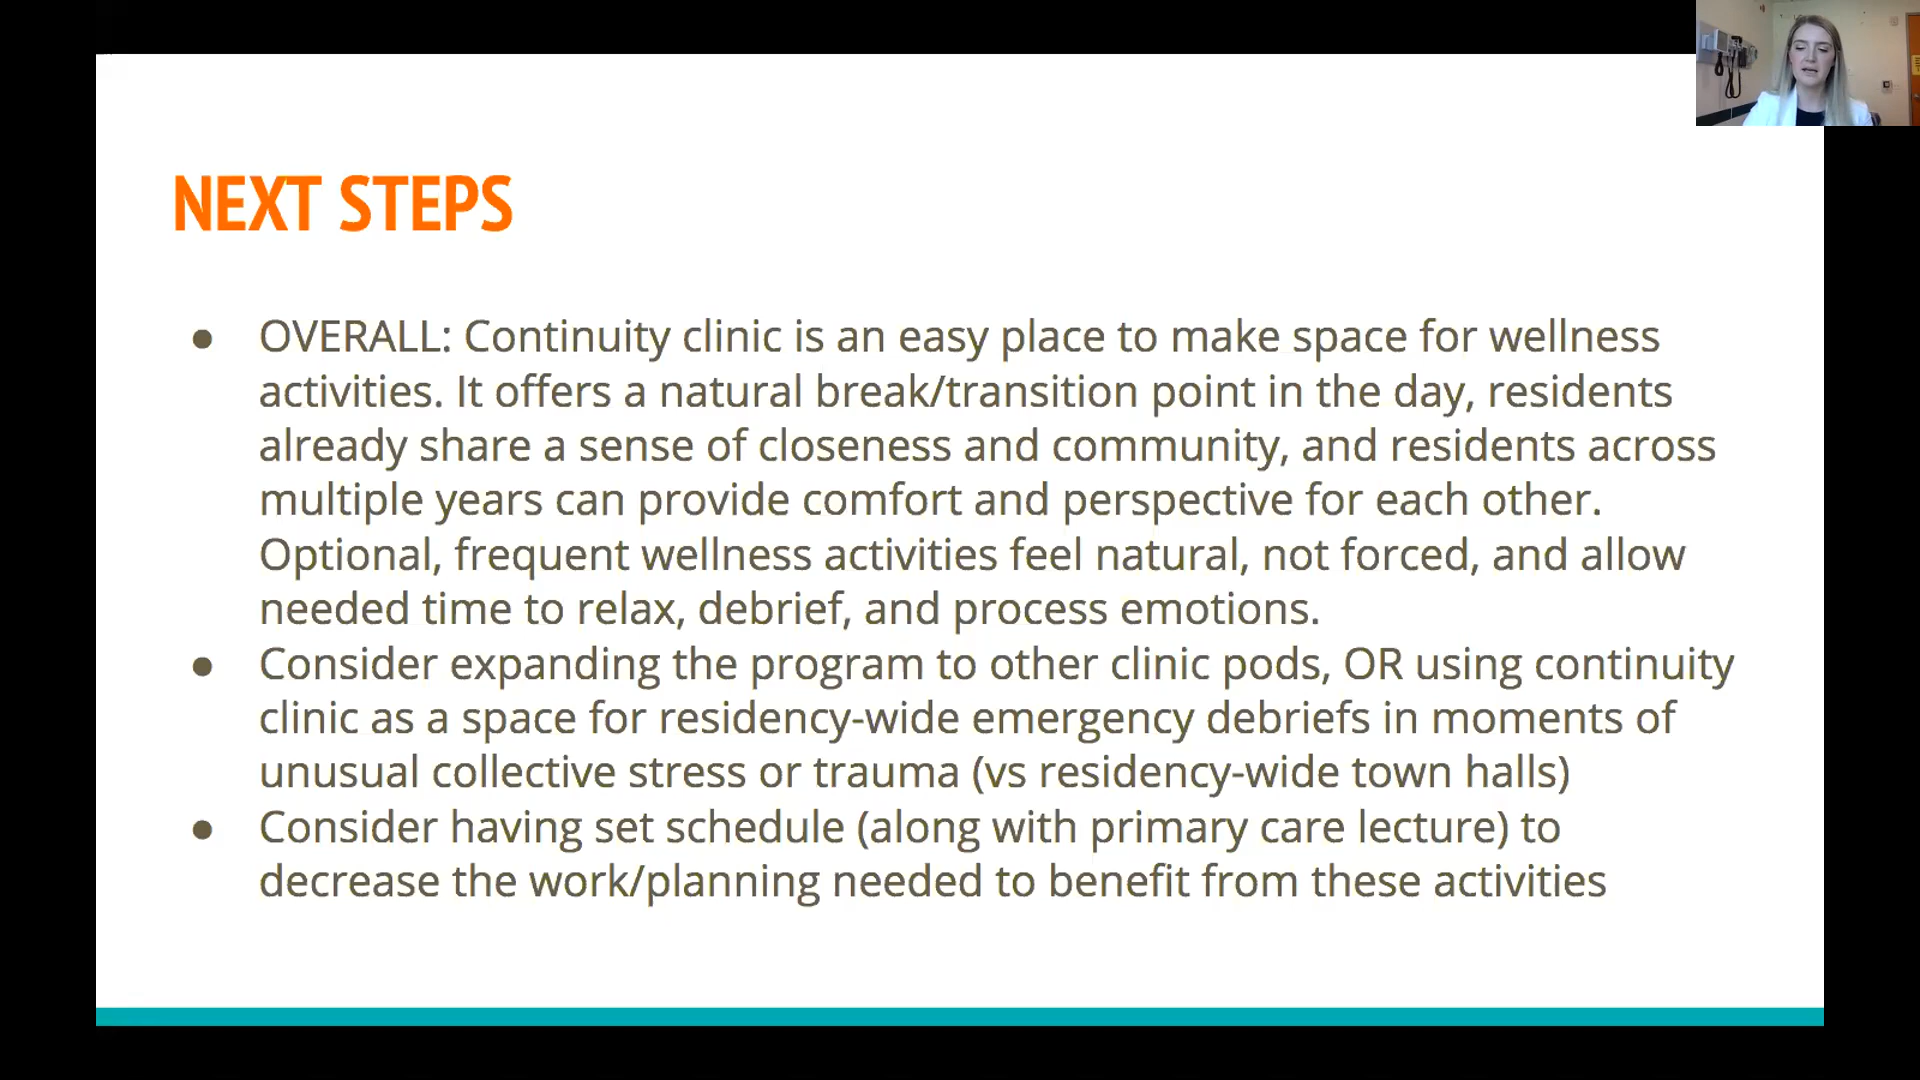 NEXT STEPS
● OVERALL: Continuity clinic is an easy place to make space for wellness
activities. It offers a natural break/transition point in the day, residents
already share a sense of closeness and community, and residents across
multiple years can provide comfort and perspective for each other.
Optional, frequent wellness activities feel natural, not forced, and allow
needed time to relax, debrief, and process emotions.
● Consider expanding the program to other clinic pods, OR using continuity
clinic as a space for residency-wide emergency debriefs in moments of
unusual collective stress or trauma (vs residency-wide town halls)
● Consider having set schedule (along with primary care lecture) to
decrease the work/planning needed to benefit from these activities